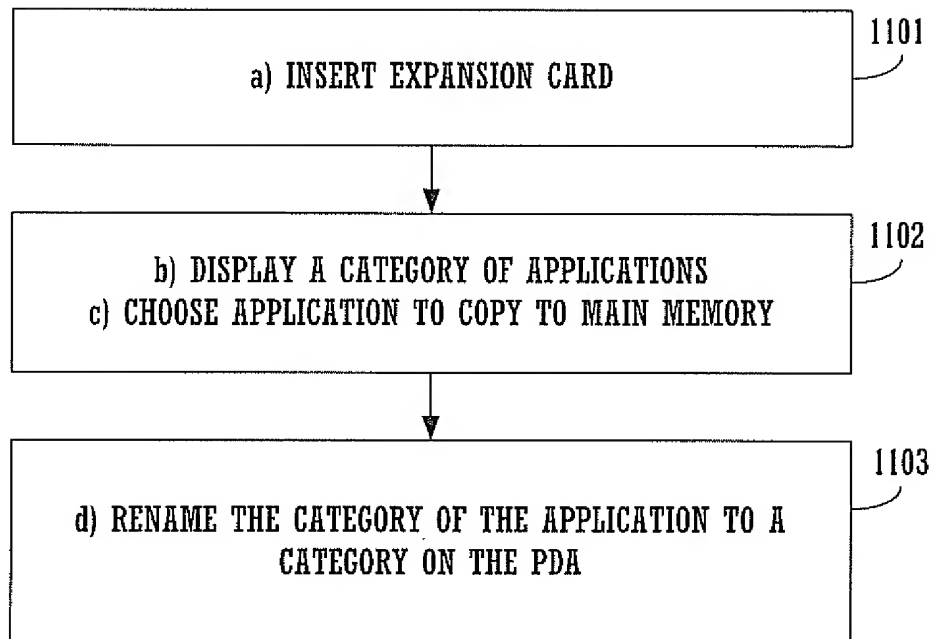 1101
a) INSERT EXPANSION CARD
1102
b) DISPLAY A CATEGORY OF APPLICATIONS
c) CHOOSE APPLICATION TO COPY TO MAIN MEMORY
1103
d) RENAME THE CATEGORY OF THE APPLICATION TO A
CATEGORY ON THE PDA